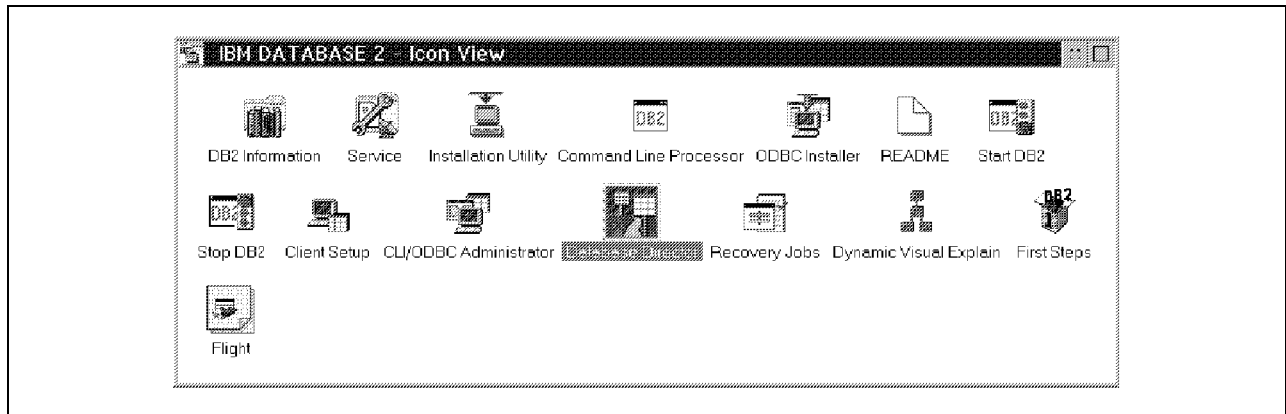 IBM DATABASE 2 - Icon View
DB2
DB2
DB2 Information Service Installation Utility Command Line Processor ODBC Installer README Start DB2
DB2
DB2
Stop DB2 Client Setup CLI/ODBC Administrator Recovery Jobs Dynamic Visual Explain First Steps
Flight